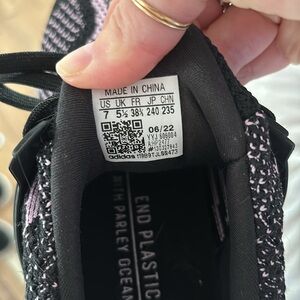 MADE IN CHINA
US UK FR JP CHN
7 5½ 38⅔ 240 235
06/22
adidas
END PLASTIC
WITH PARLEY OCEAN